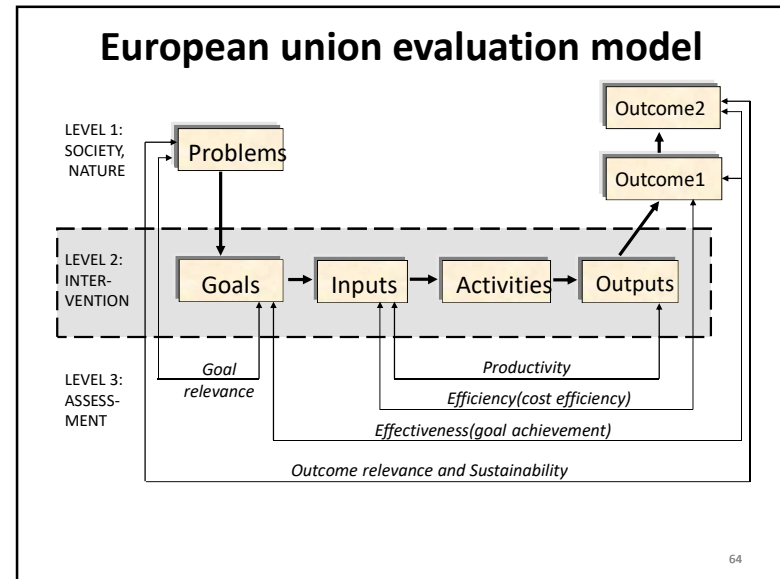 European union evaluation model
LEVEL 1:
SOCIETY,
NATURE
Problems
Outcome2
Outcome1
LEVEL 2:
INTER-
VENTION
Goals
Inputs
Activities
Outputs
LEVEL 3:
ASSESS-
MENT
Goal
relevance
Productivity
Efficiency(cost efficiency)
Effectiveness(goal achievement)
Outcome relevance and Sustainability
64